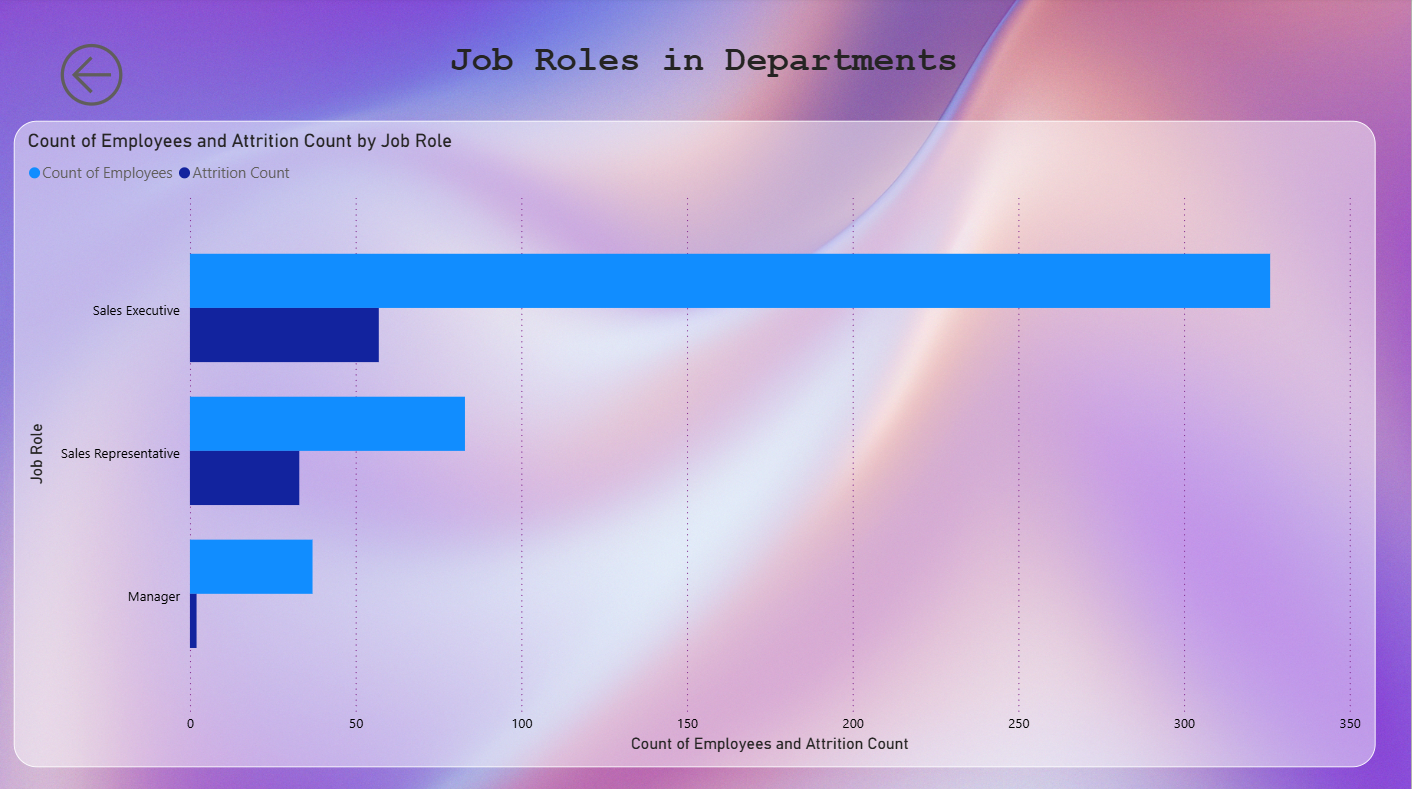 Job Roles in Departments
Count of Employees and Attrition Count by Job Role
Count of Employees Attrition Count
Job Role
Sales Executive
Sales Representative
Manager
0 50 100 150 200 250 300 350
Count of Employees and Attrition Count